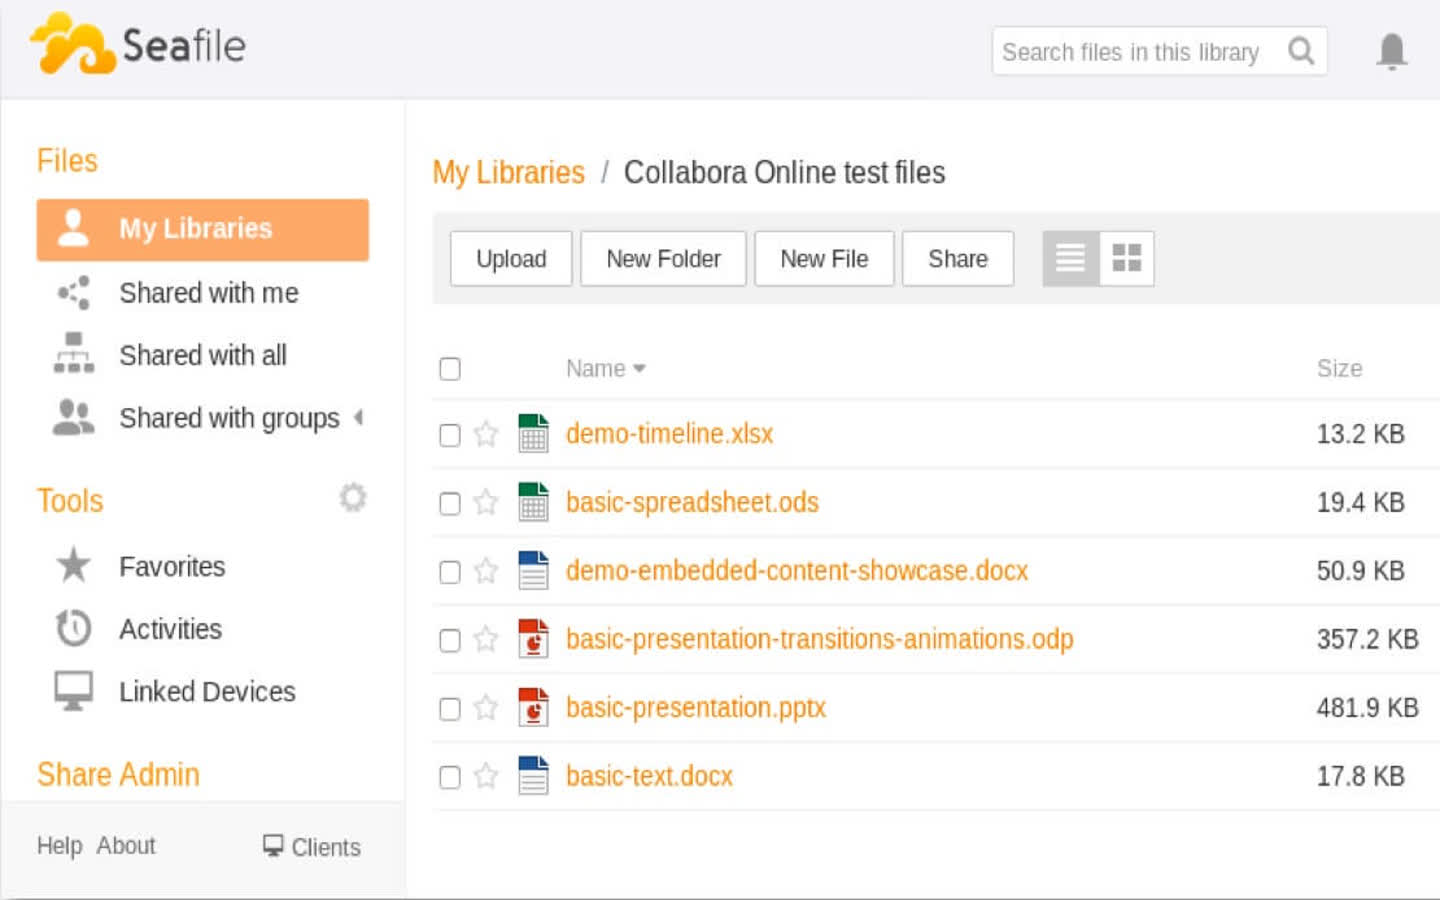 Seafile
Search files in this library
Files
My Libraries
Shared with me
Shared with all
Shared with groups
Tools
Favorites
Activities
Linked Devices
Share Admin
Help About Clients
My Libraries / Collabora Online test files
Upload New Folder New File Share
Name Size
demo-timeline.xlsx 13.2 KB
basic-spreadsheet.ods 19.4 KB
demo-embedded-content-showcase.docx 50.9 KB
basic-presentation-transitions-animations.odp 357.2 KB
basic-presentation.pptx 481.9 KB
basic-text.docx 17.8 KB